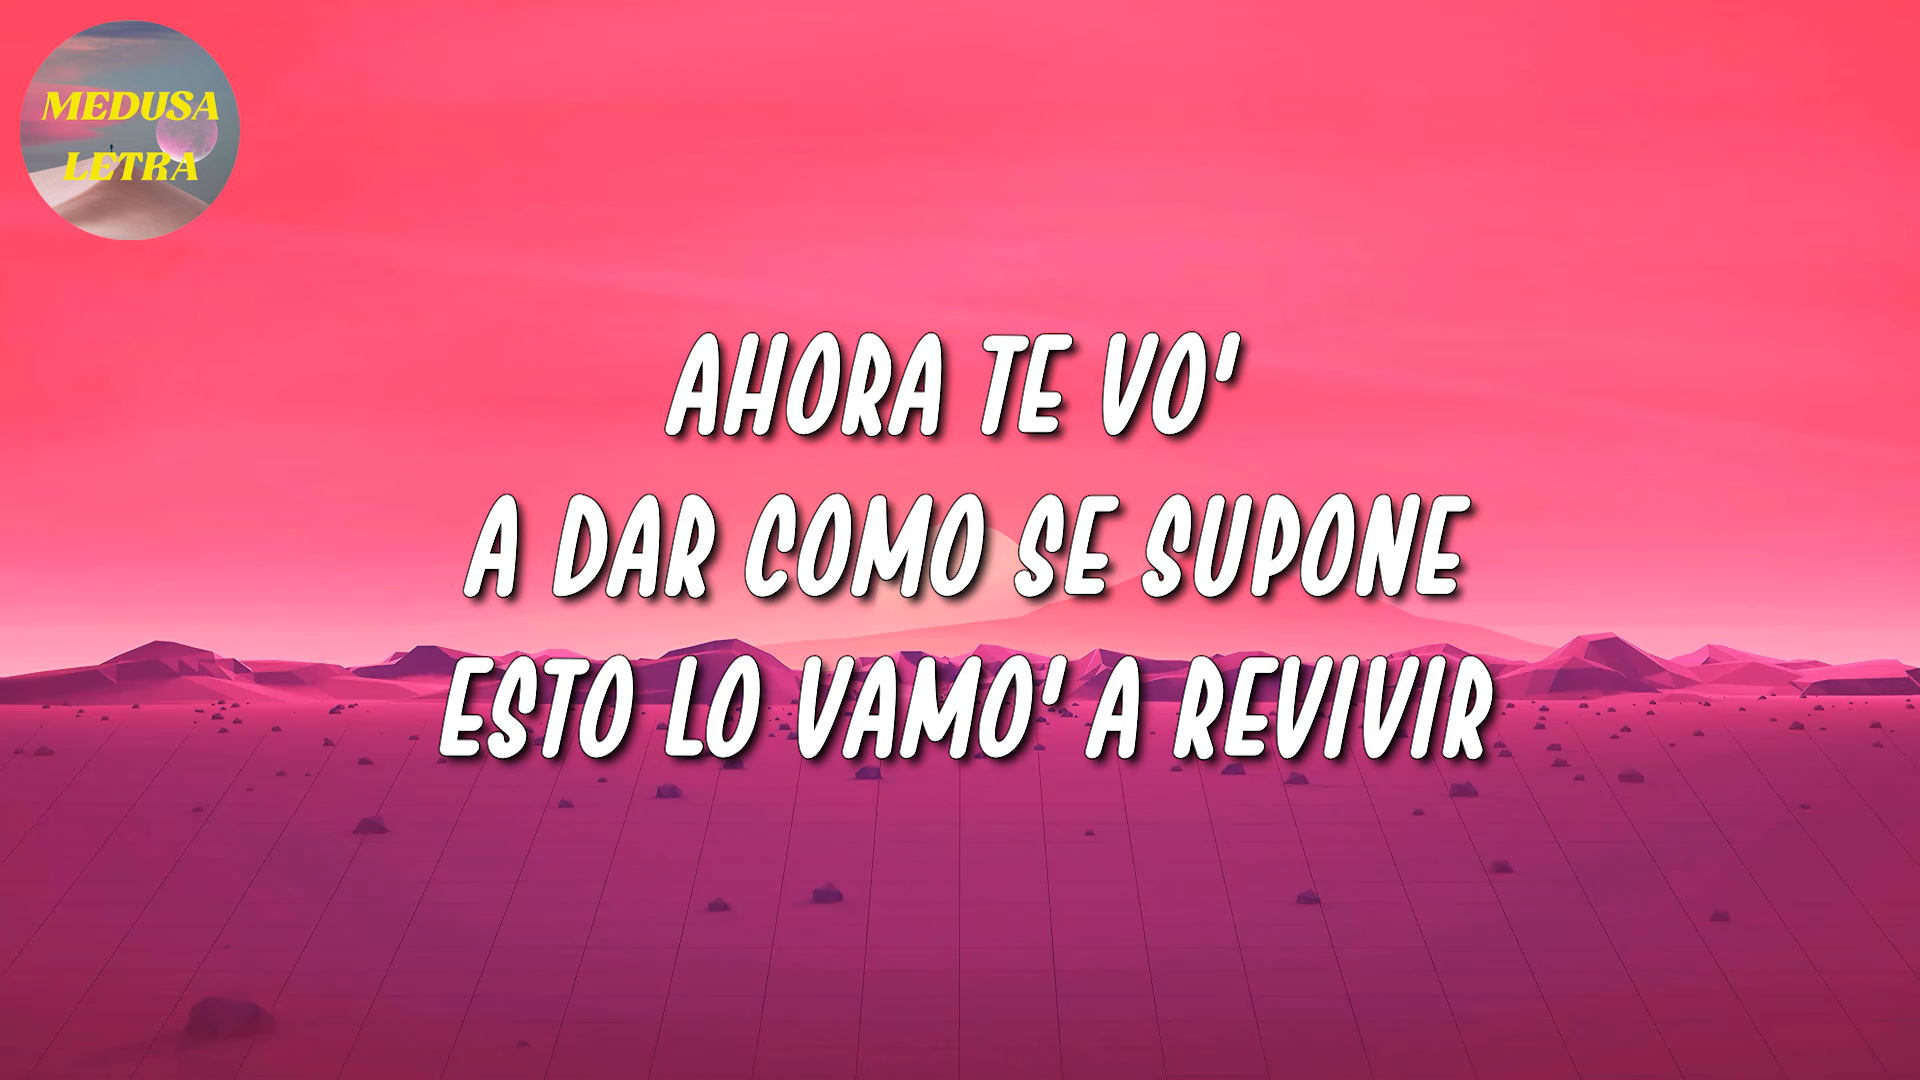 MEDUSA
LETRA
AHORA TE VO'
A DAR COMO SE SUPONE
ESTO LO VAMO' A REVIVIR